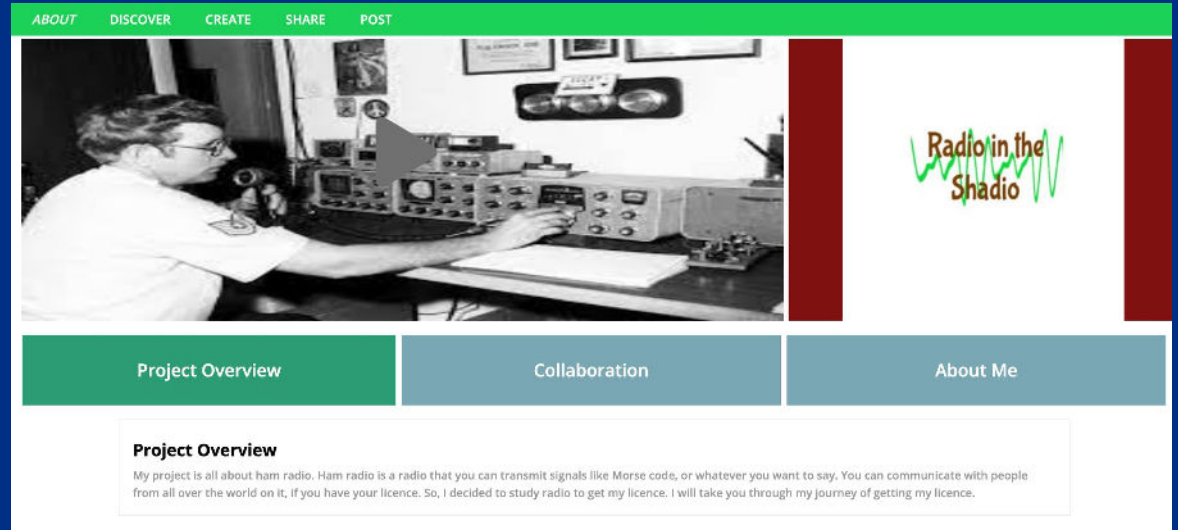 ABOUT DISCOVER CREATE SHARE POST
Radio in the
Shadio
Project Overview Collaboration About Me
Project Overview
My project is all about ham radio. Ham radio is a radio that you can transmit signals like Morse code, or whatever you want to say. You can communicate with people
from all over the world on it, if you have your licence. So, I decided to study radio to get my licence. I will take you through my journey of getting my licence.